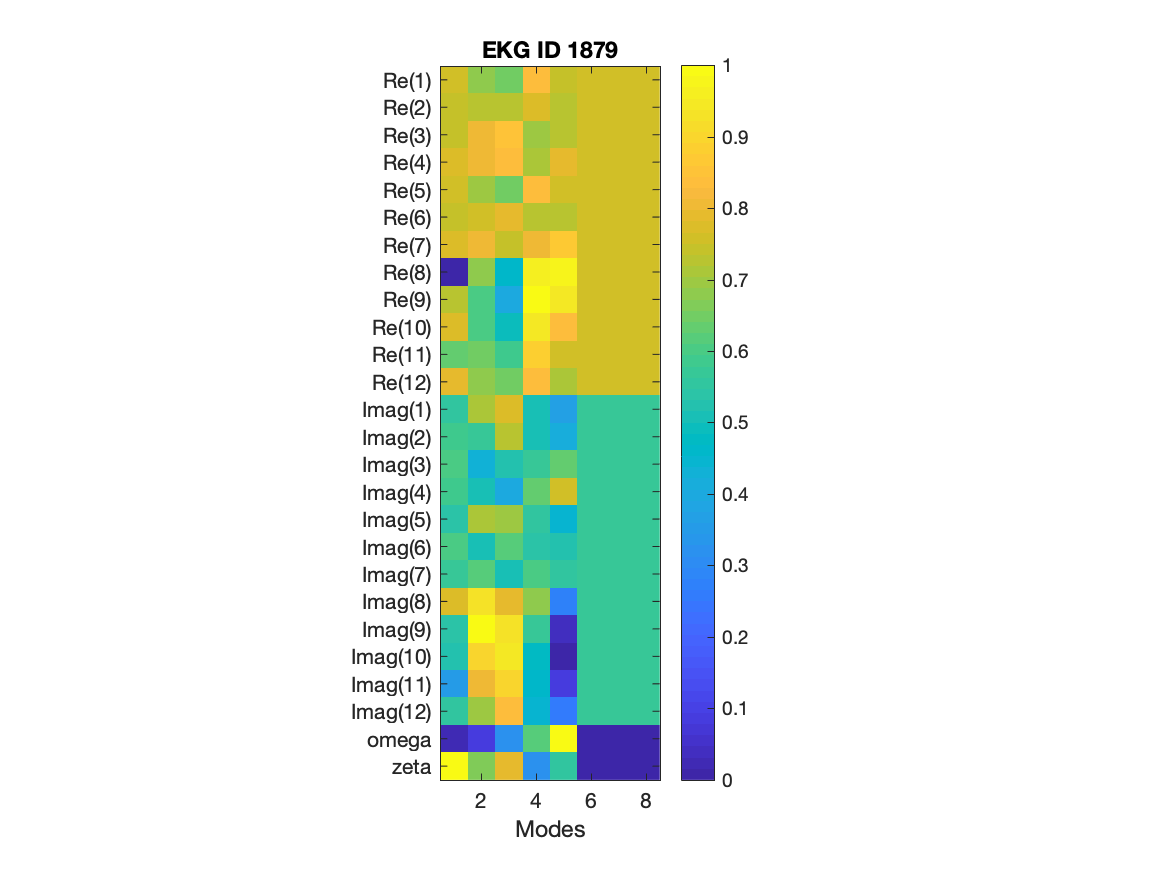 EKG ID 1879
Re(1)
Re(2)
Re(3)
Re(4)
Re(5)
Re(6)
Re(7)
Re(8)
Re(9)
Re(10)
Re(11)
Re(12)
Imag(1)
Imag(2)
Imag(3)
Imag(4)
Imag(5)
Imag(6)
Imag(7)
Imag(8)
Imag(9)
Imag(10)
Imag(11)
Imag(12)
omega
zeta
2 4 6 8
Modes
1
0.9
0.8
0.7
0.6
0.5
0.4
0.3
0.2
0.1
0